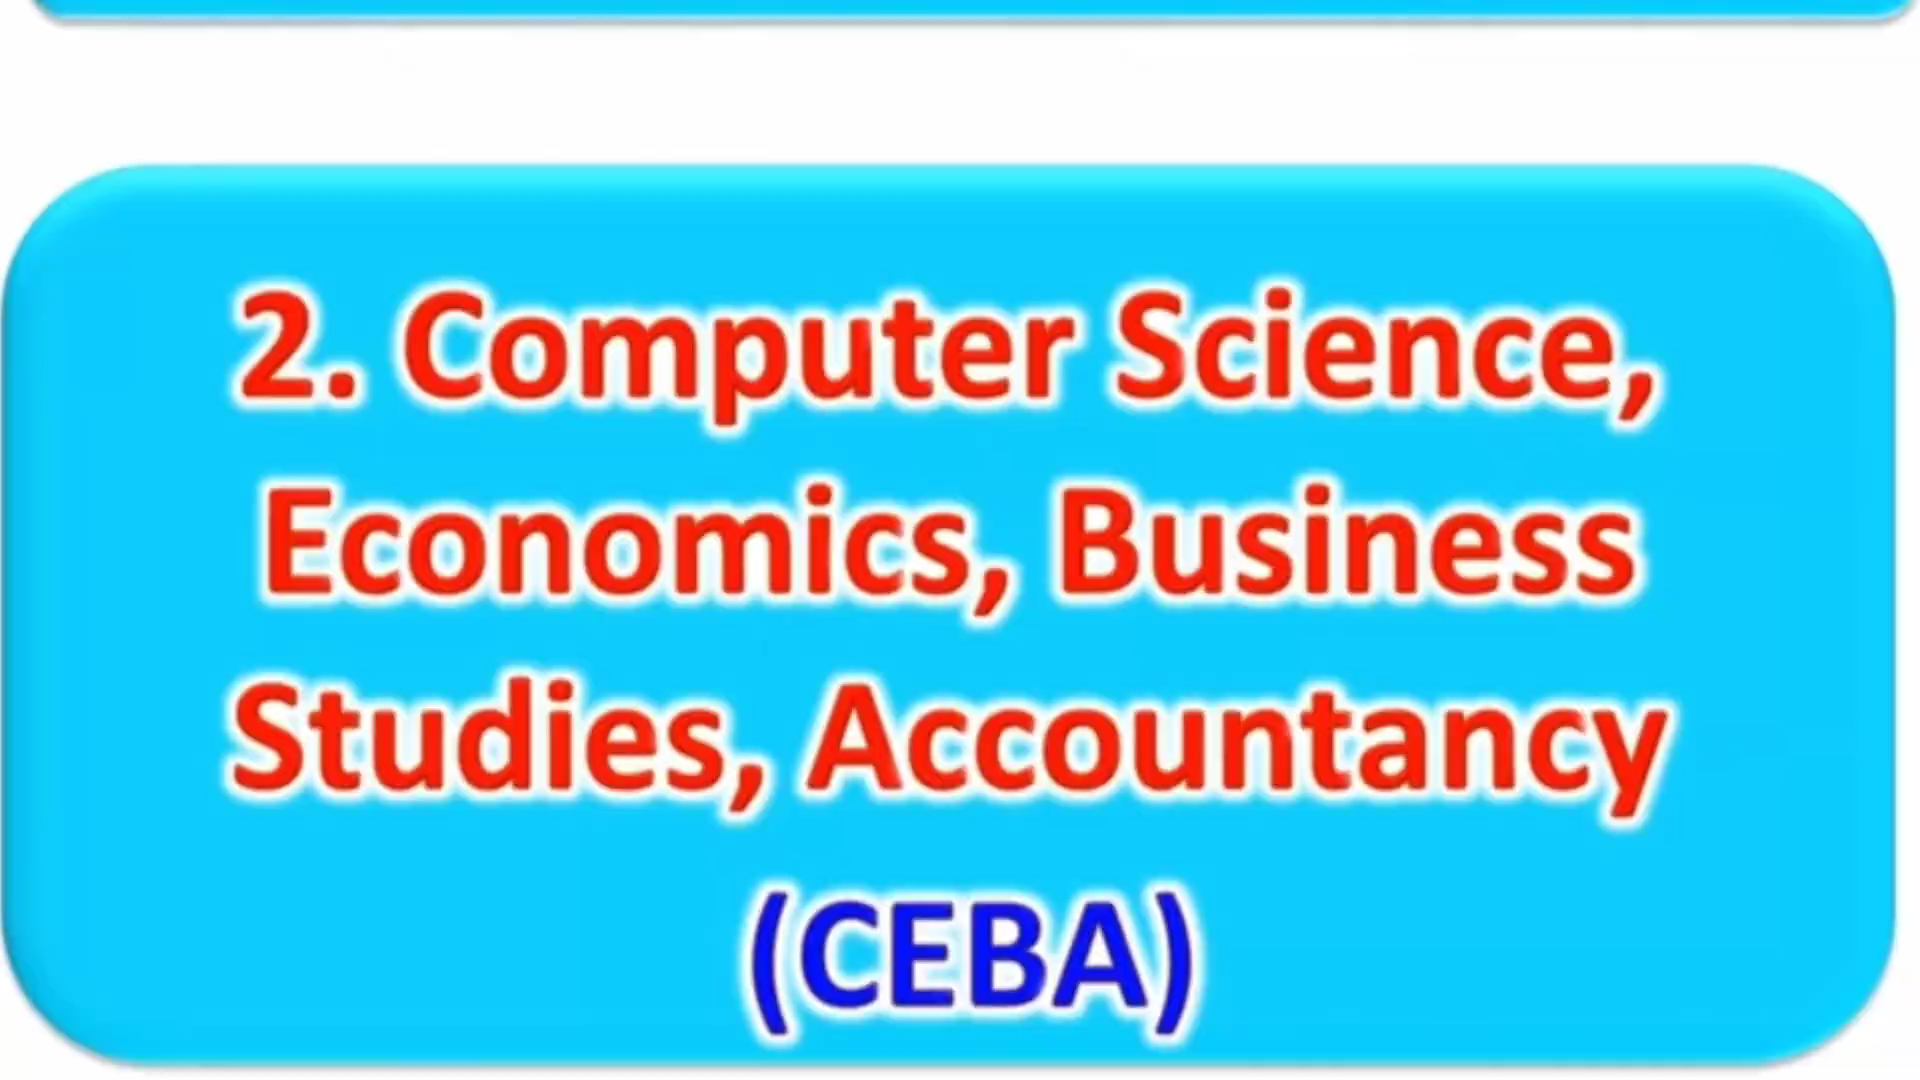 2. Computer Science,
Economics, Business
Studies, Accountancy
(CEBA)